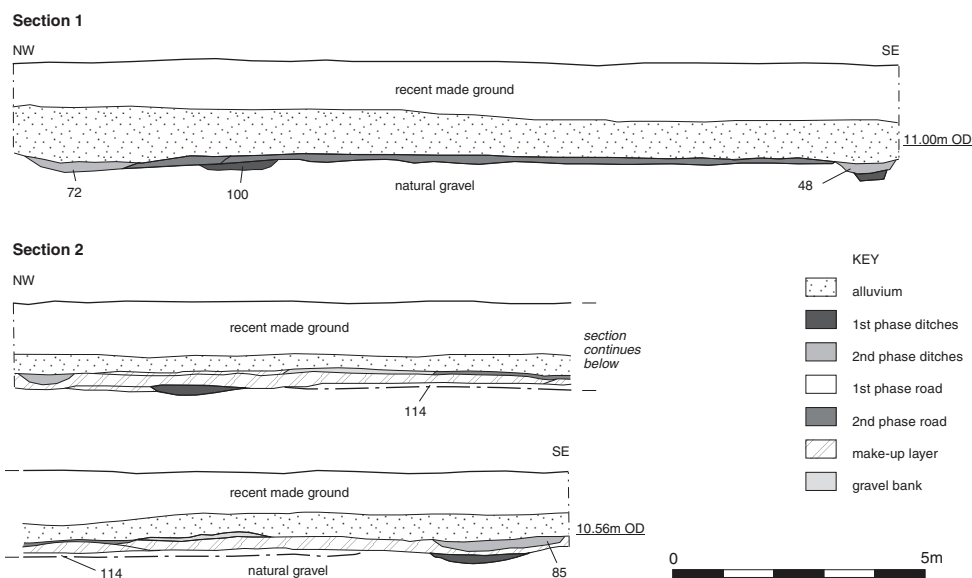 Section 1
NW
SE
recent made ground
11.00m OD
natural gravel
72
100
48
Section 2
NW
recent made ground
section
continues
below
114
KEY
alluvium
1st phase ditches
2nd phase ditches
1st phase road
2nd phase road
make-up layer
gravel bank
SE
recent made ground
10.56m OD
114
natural gravel
85
0
5m